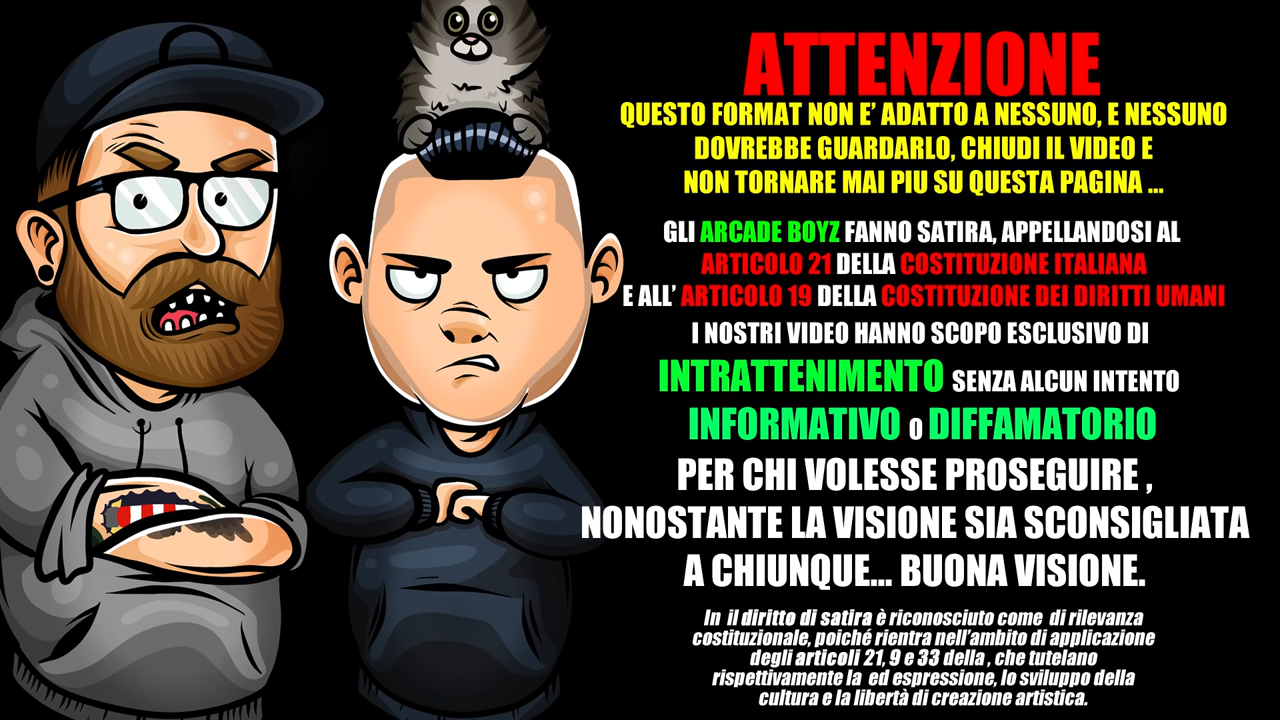 ATTENZIONE
QUESTO FORMAT NON E' ADATTO A NESSUNO, E NESSUNO
DOVREBBE GUARDARLO, CHIUDI IL VIDEO E
NON TORNARE MAI PIU SU QUESTA PAGINA ...
GLI ARCADE BOYZ FANNO SATIRA, APPELLANDOSI AL
ARTICOLO 21 DELLA COSTITUZIONE ITALIANA
E ALL' ARTICOLO 19 DELLA COSTITUZIONE DEI DIRITTI UMANI
I NOSTRI VIDEO HANNO SCOPO ESCLUSIVO DI
INTRATTENIMENTO SENZA ALCUN INTENTO
INFORMATIVO O DIFFAMATORIO
PER CHI VOLESSE PROSEGUIRE ,
NONOSTANTE LA VISIONE SIA SCONSIGLIATA
A CHIUNQUE... BUONA VISIONE.
In il diritto di satira è riconosciuto come di rilevanza
costituzionale, poiché rientra nell'ambito di applicazione
degli articoli 21, 9 e 33 della , che tutelano
rispettivamente la ed espressione, lo sviluppo della
cultura e la libertà di creazione artistica.